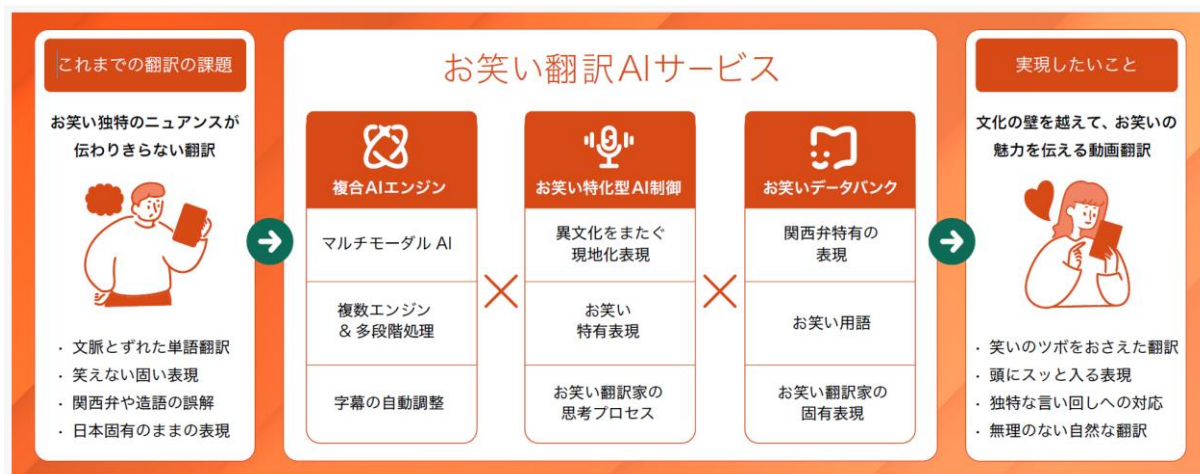 これまでの翻訳の課題
お笑い独特のニュアンスが
伝わりきらない翻訳
・ 文脈とずれた単語翻訳
・ 笑えない固い表現
・ 関西弁や造語の誤解
・ 日本固有のままの表現
お笑い翻訳AIサービス
複合AIエンジン
マルチモーダル AI
複数エンジン
& 多段階処理
字幕の自動調整
お笑い特化型AI制御
異文化をまたぐ
現地化表現
お笑い
特有表現
お笑い翻訳家の
思考プロセス
お笑いデータバンク
関西弁特有の
表現
お笑い用語
お笑い翻訳家の
固有表現
実現したいこと
文化の壁を越えて、お笑いの
魅力を伝える動画翻訳
・ 笑いのツボをおさえた翻訳
・ 頭にスッと入る表現
・ 独特な言い回しへの対応
・ 無理のない自然な翻訳